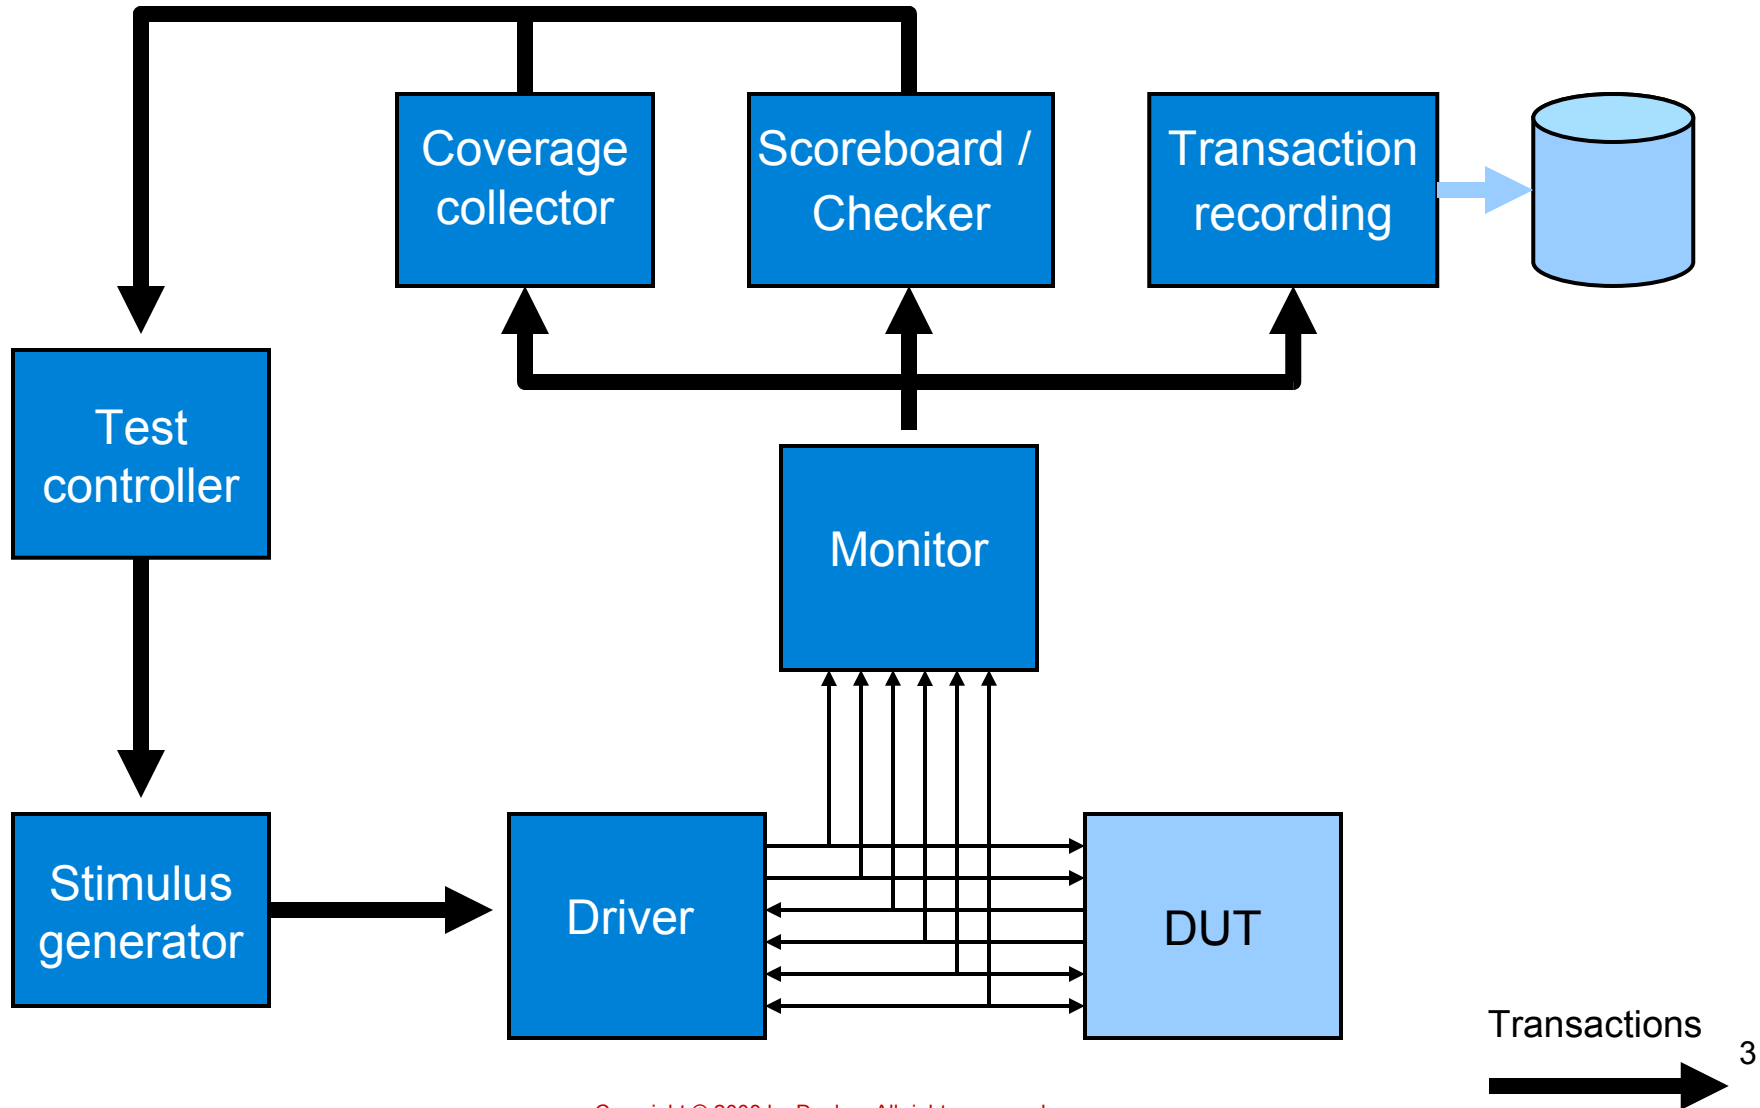 Coverage
collector
Scoreboard /
Checker
Transaction
recording
Test
controller
Monitor
Stimulus
generator
Driver
DUT
Transactions
3